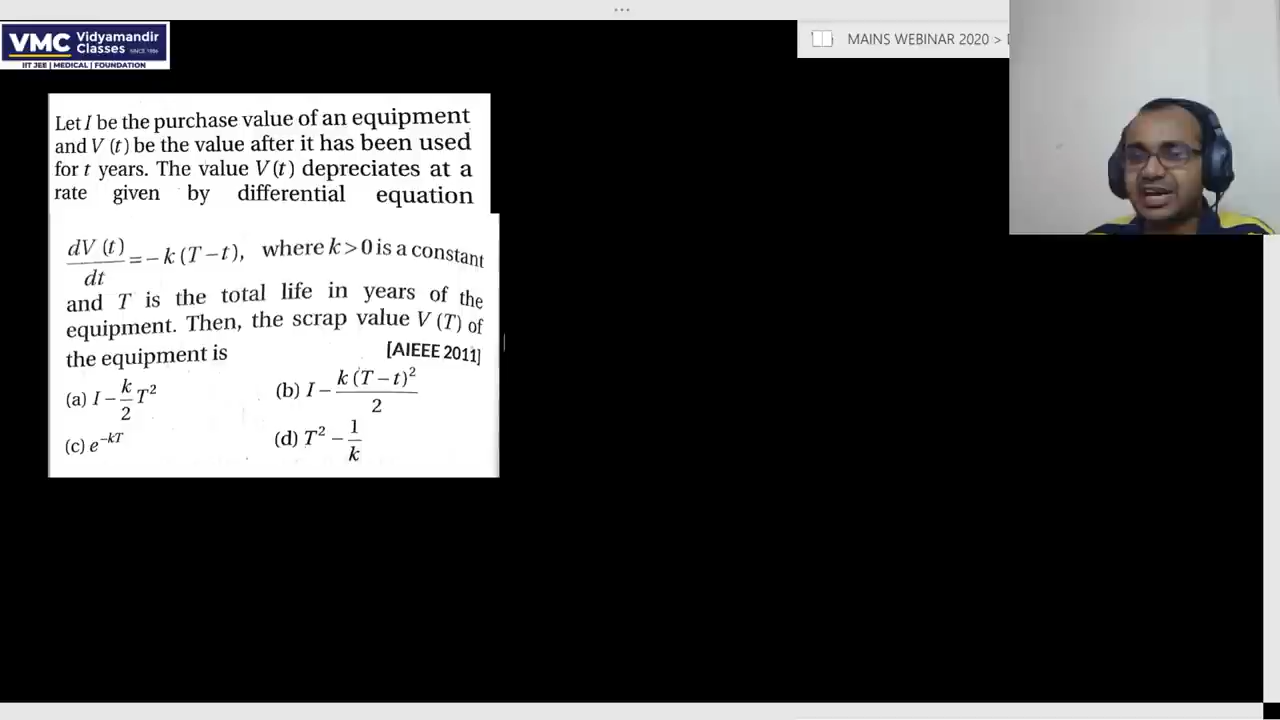 VMC Vidyamandir
Classes SINCE 1986
IIT JEE | MEDICAL | FOUNDATION
MAINS WEBINAR 2020 >
Let I be the purchase value of an equipment
and V (t) be the value after it has been used
for t years. The value V(t) depreciates at a
rate given by differential equation
dV (t)/dt = – k (T – t), where k > 0 is a constant
and T is the total life in years of the
equipment. Then, the scrap value V (T) of
the equipment is [AIEEE 2011]
(a) I – k/2 T² (b) I – k (T – t)²/2
(c) e^–kT (d) T² – 1/k